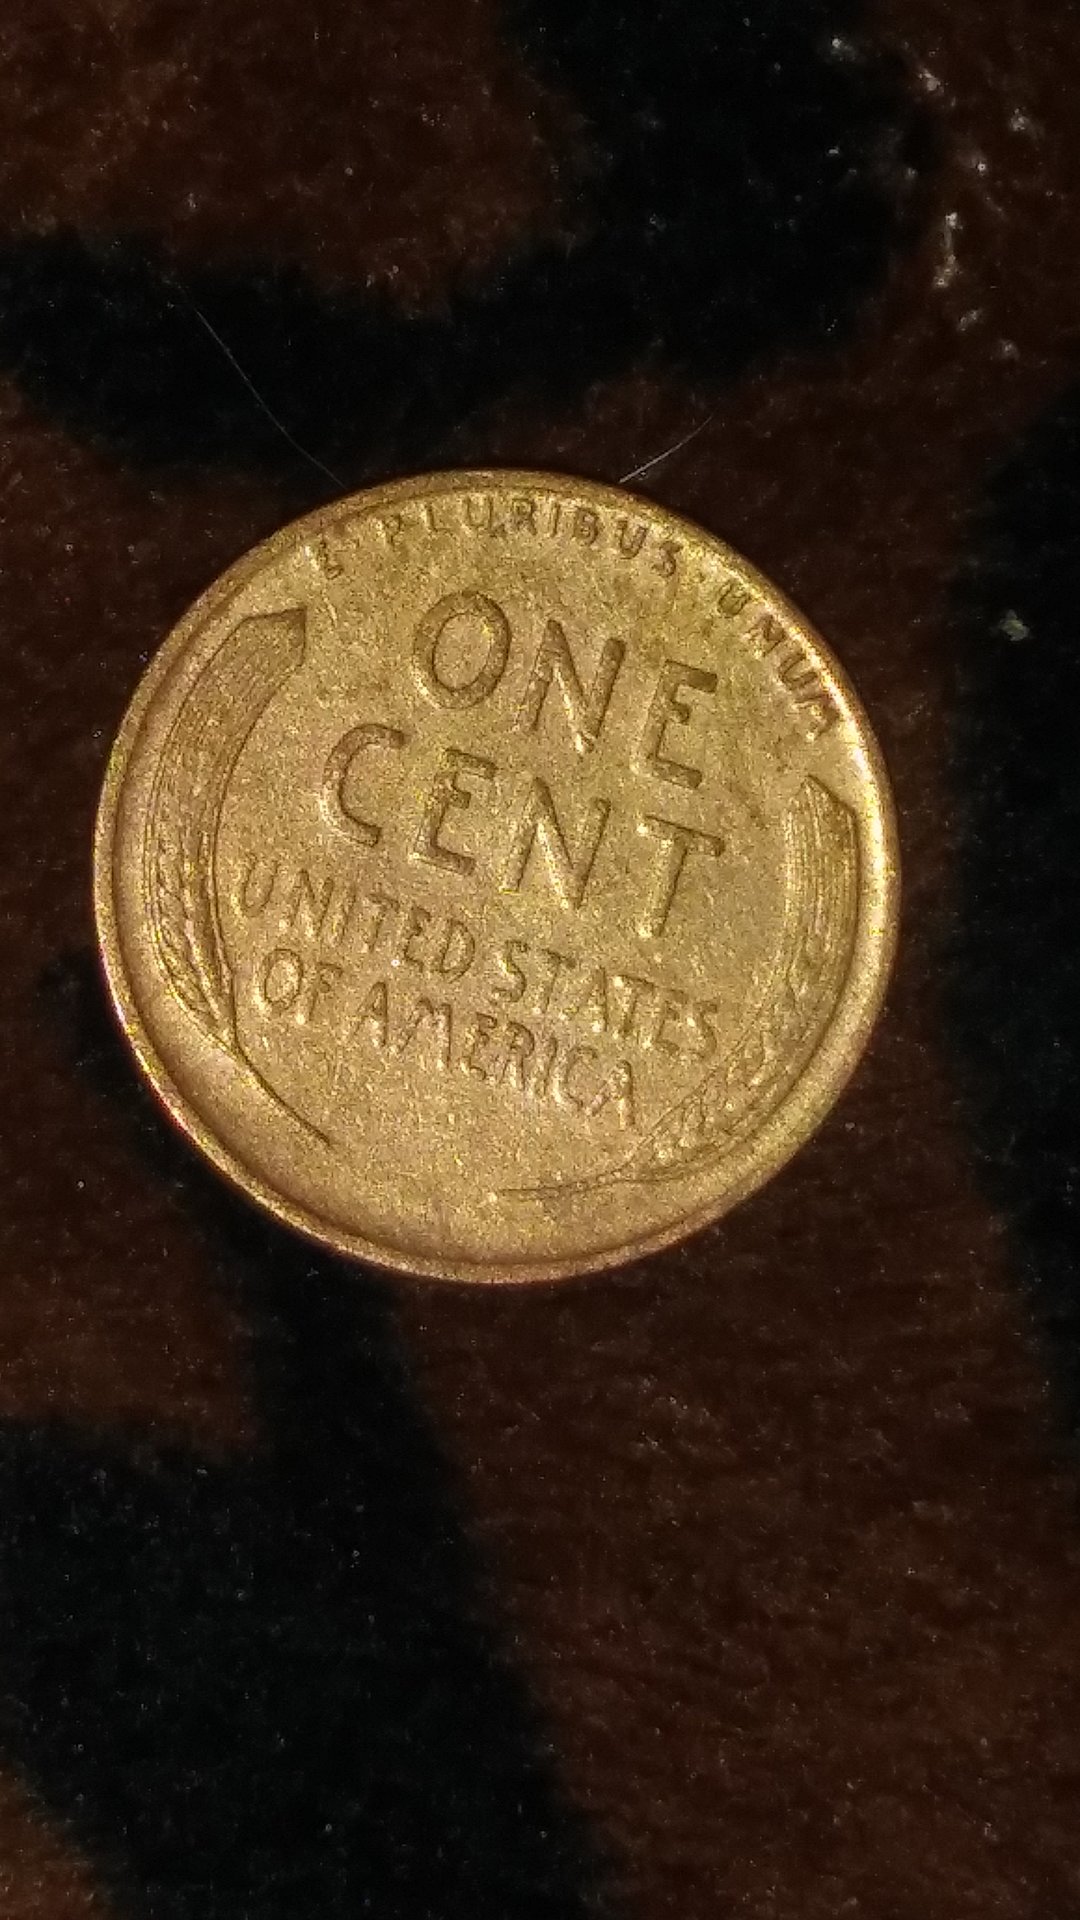 E·PLURIBUS·UNUM
ONE
CENT
UNITED STATES
OF AMERICA